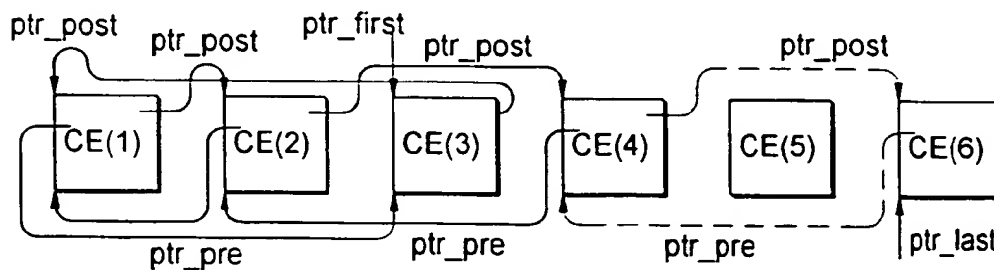 ptr_post
ptr_post
ptr_first
ptr_post
ptr_post
CE(1)
CE(2)
CE(3)
CE(4)
CE(5)
CE(6)
ptr_pre
ptr_pre
ptr_pre
ptr_last